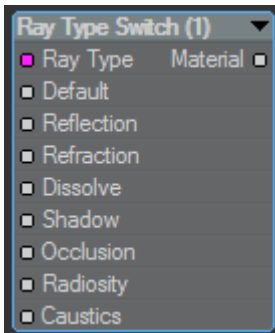 Ray Type Switch (1)
Ray Type Material
Default
Reflection
Refraction
Dissolve
Shadow
Occlusion
Radiosity
Caustics